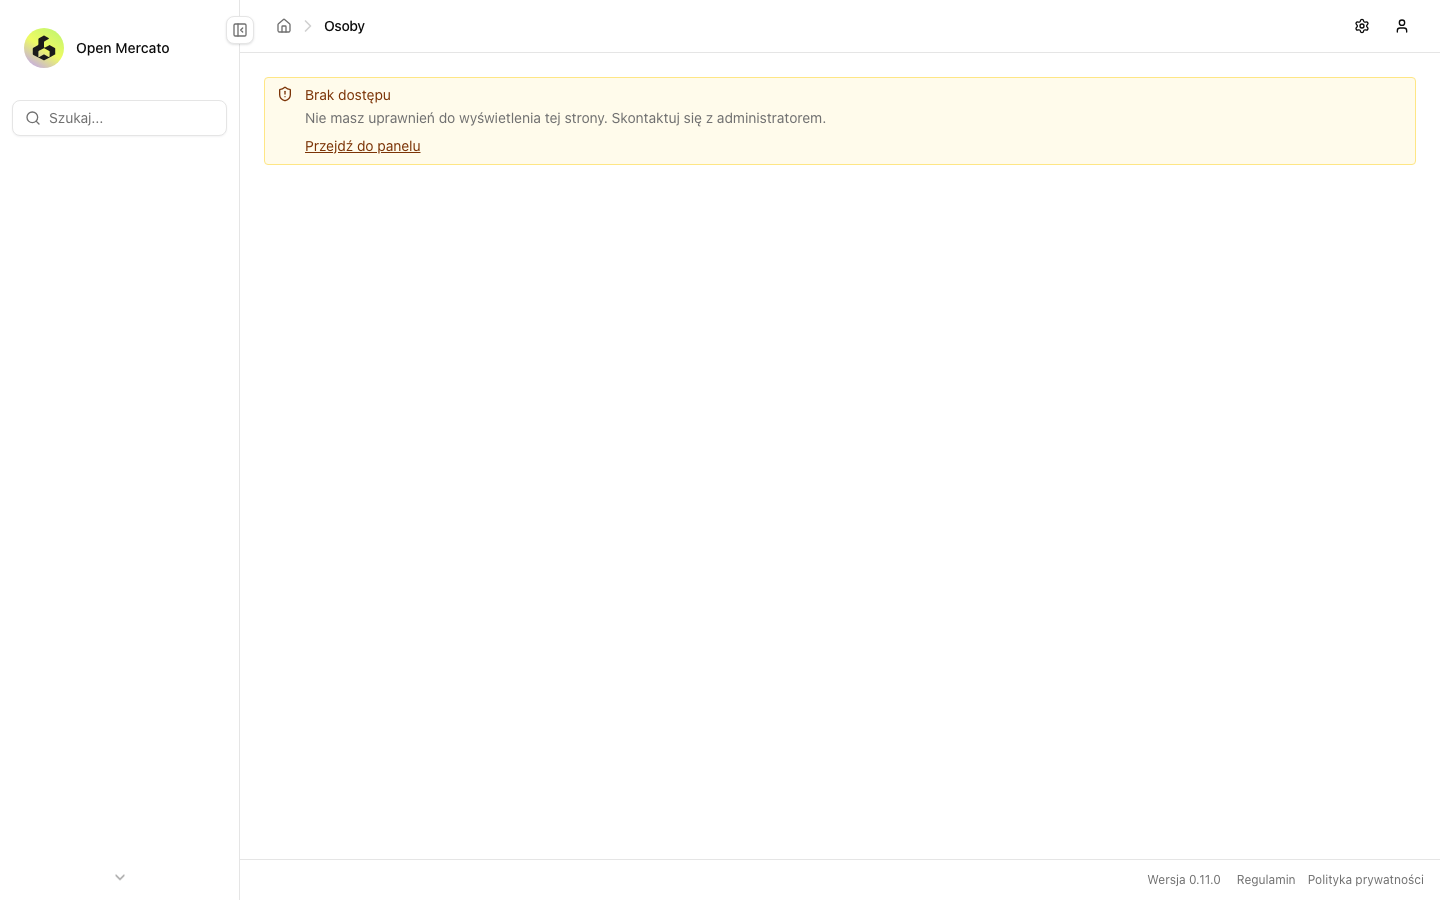 Open Mercato
Szukaj...
Osoby
Brak dostępu
Nie masz uprawnień do wyświetlenia tej strony. Skontaktuj się z administratorem.
Przejdź do panelu
Wersja 0.11.0 Regulamin Polityka prywatności